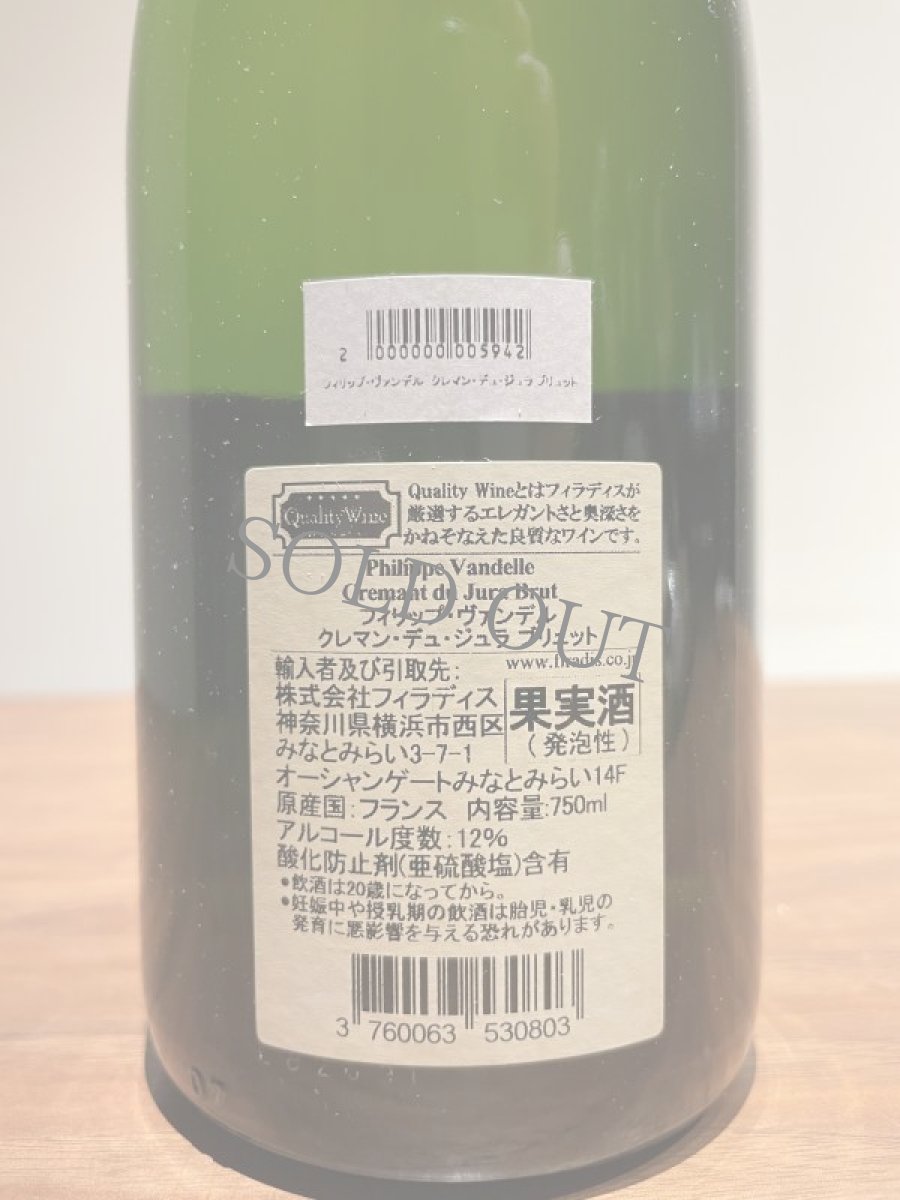 2 000000 005942
フィリップ・ヴァンデル クレマン・デュ・ジュラ ブリュット
Quality Wine
Quality Wineとはフィラディスが
厳選するエレガントさと奥深さを
かねそなえた良質なワインです。
SOLD OUT
Philippe Vandelle
Cremant du Jura Brut
フィリップ・ヴァンデル
クレマン・デュ・ジュラ ブリュット
輸入者及び引取先:
www.firadis.co.jp
株式会社フィラディス
神奈川県横浜市西区
みなとみらい3-7-1
果実酒
(発泡性)
オーシャンゲートみなとみらい14F
原産国:フランス 内容量:750ml
アルコール度数:12%
酸化防止剤(亜硫酸塩)含有
•飲酒は20歳になってから。
•妊娠中や授乳期の飲酒は胎児・乳児の
発育に悪影響を与える恐れがあります。
3 760063 530803